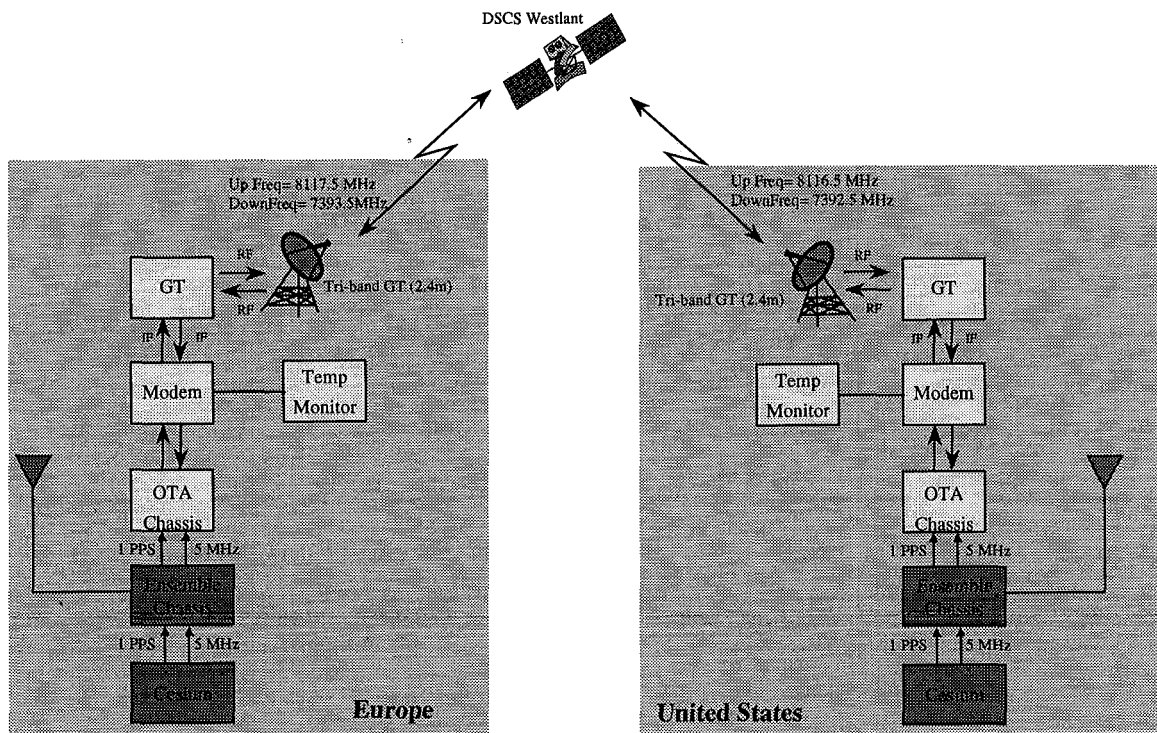 DSCS Westlant
Up Freq= 8117.5 MHz
DownFreq= 7393.5MHz
RF
GT
RF
Tri-band GT (2.4m)
IF
IF
Modem
Temp
Monitor
OTA
Chassis
1 PPS
5 MHz
Ensemble
Chassis
1 PPS
5 MHz
Cesium
Europe
Up Freq= 8116.5 MHz
DownFreq= 7392.5MHz
RF
GT
RF
Tri-band GT (2.4m)
IF
IF
Temp
Monitor
Modem
OTA
Chassis
1 PPS
5 MHz
Ensemble
Chassis
1 PPS
5 MHz
Cesium
United States